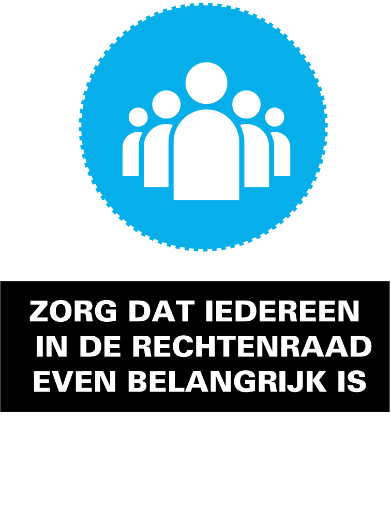 ZORG DAT IEDEREEN
IN DE RECHTENRAAD
EVEN BELANGRIJK IS